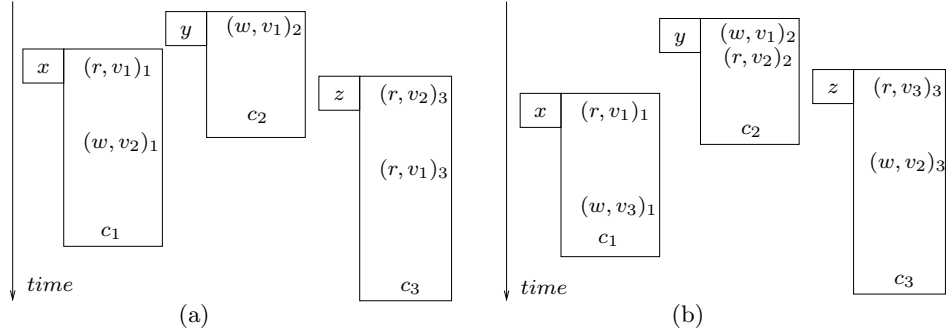 y
(w, v₁)₂
x
(r, v₁)₁
z
(r, v₂)₃
c₂
(w, v₂)₁
(r, v₁)₃
c₁
c₃
time
(a)
y
(w, v₁)₂
(r, v₂)₂
z
(r, v₃)₃
x
(r, v₁)₁
c₂
(w, v₂)₃
(w, v₃)₁
c₁
c₃
time
(b)